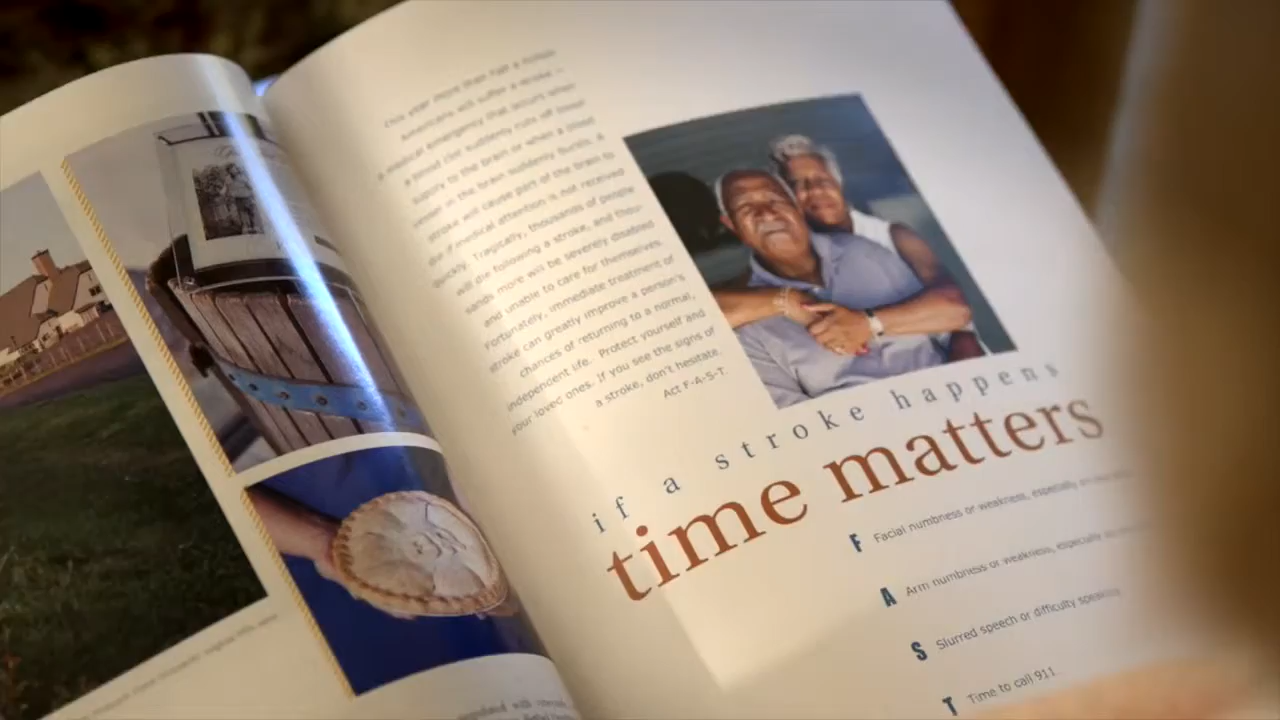 this year more than half a million
Americans will suffer a stroke –
a medical emergency that occurs when
a blood clot suddenly cuts off blood
supply to the brain or when a blood
vessel in the brain suddenly bursts. A
stroke will cause part of the brain to
die if medical attention is not received
quickly. Tragically, thousands of people
will die following a stroke, and thou-
sands more will be severely disabled
and unable to care for themselves.
Fortunately, immediate treatment of
stroke can greatly improve a person's
chances of returning to a normal,
independent life. Protect yourself and
your loved ones. If you see the signs of
a stroke, don't hesitate.
Act F-A-S-T.
if a stroke happens
time matters
F Facial numbness or weakness, especially on one
A Arm numbness or weakness, especially
S Slurred speech or difficulty speaking
T Time to call 911.